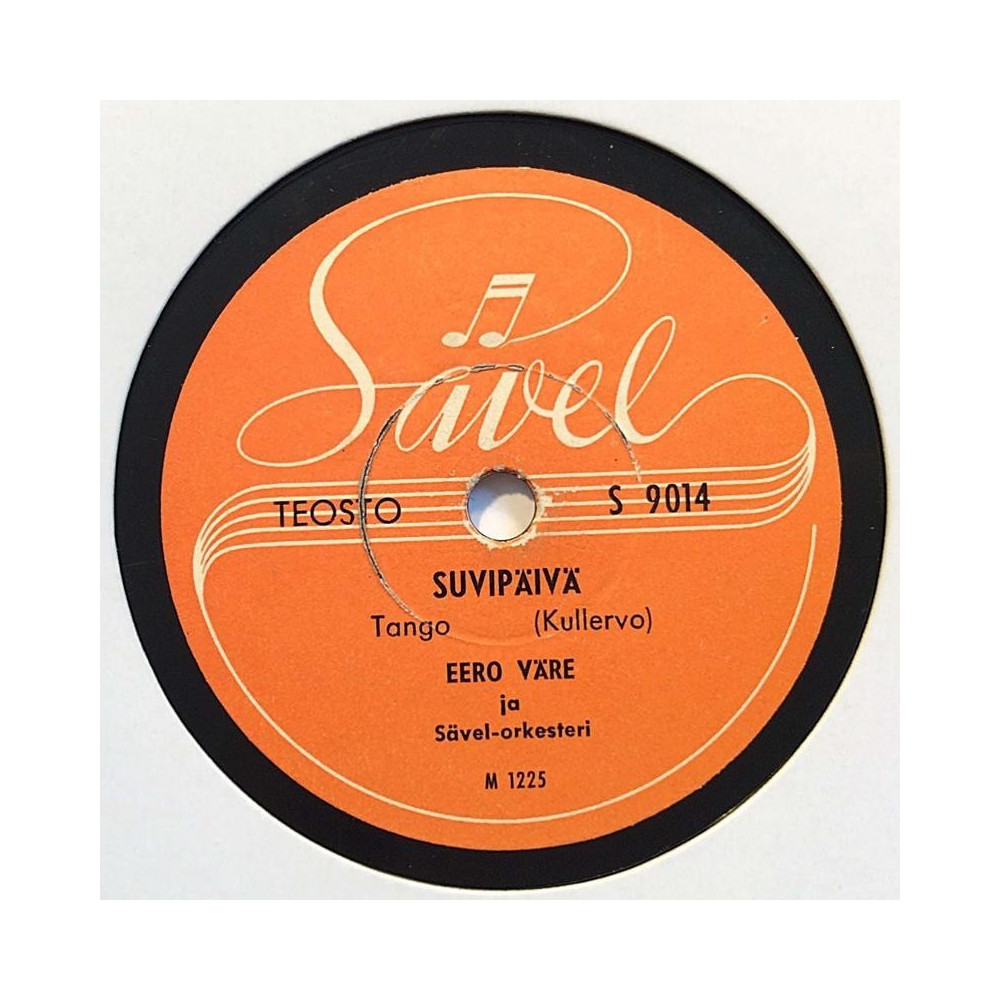 Sävel
TEOSTO S 9014
SUVIPÄIVÄ
Tango (Kullervo)
EERO VÄRE
ja
Sävel-orkesteri
M 1225